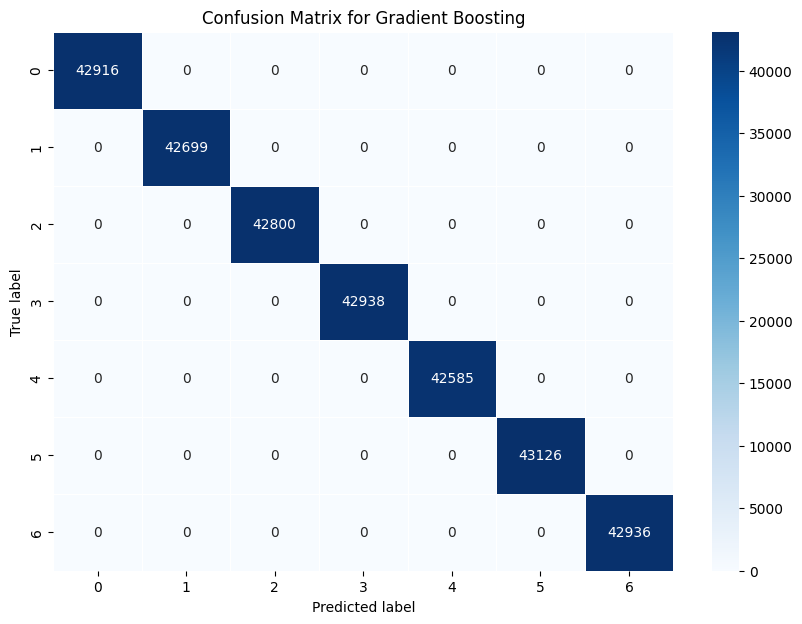 Confusion Matrix for Gradient Boosting
0 42916 0 0 0 0 0 0
1 0 42699 0 0 0 0 0
2 0 0 42800 0 0 0 0
3 0 0 0 42938 0 0 0
4 0 0 0 0 42585 0 0
5 0 0 0 0 0 43126 0
6 0 0 0 0 0 0 42936
0 1 2 3 4 5 6
True label
Predicted label
40000
35000
30000
25000
20000
15000
10000
5000
0